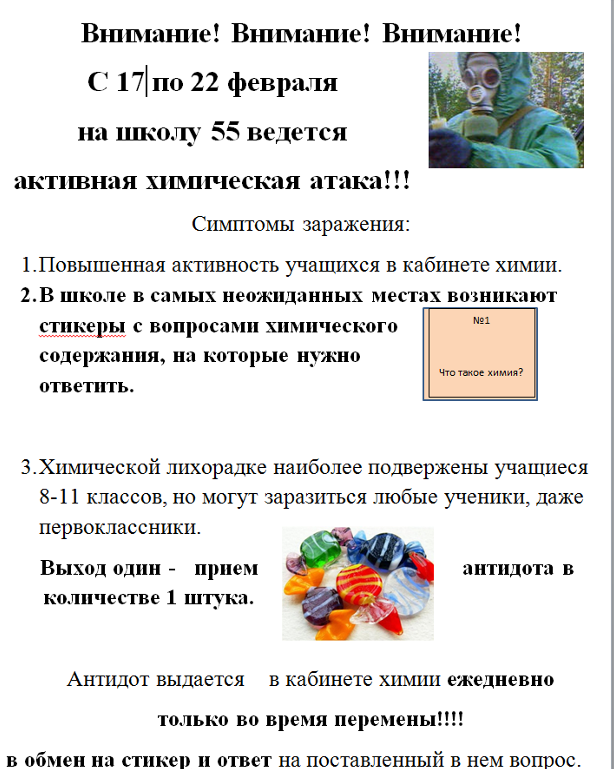 Внимание! Внимание! Внимание!
С 17 по 22 февраля
на школу 55 ведется
активная химическая атака!!!
Симптомы заражения:
1.Повышенная активность учащихся в кабинете химии.
2.В школе в самых неожиданных местах возникают
стикеры с вопросами химического
содержания, на которые нужно
ответить.
№1
Что такое химия?
3.Химической лихорадке наиболее подвержены учащиеся
8-11 классов, но могут заразиться любые ученики, даже
первоклассники.
Выход один - прием антидота в
количестве 1 штука.
Антидот выдается в кабинете химии ежедневно
только во время перемены!!!!
в обмен на стикер и ответ на поставленный в нем вопрос.